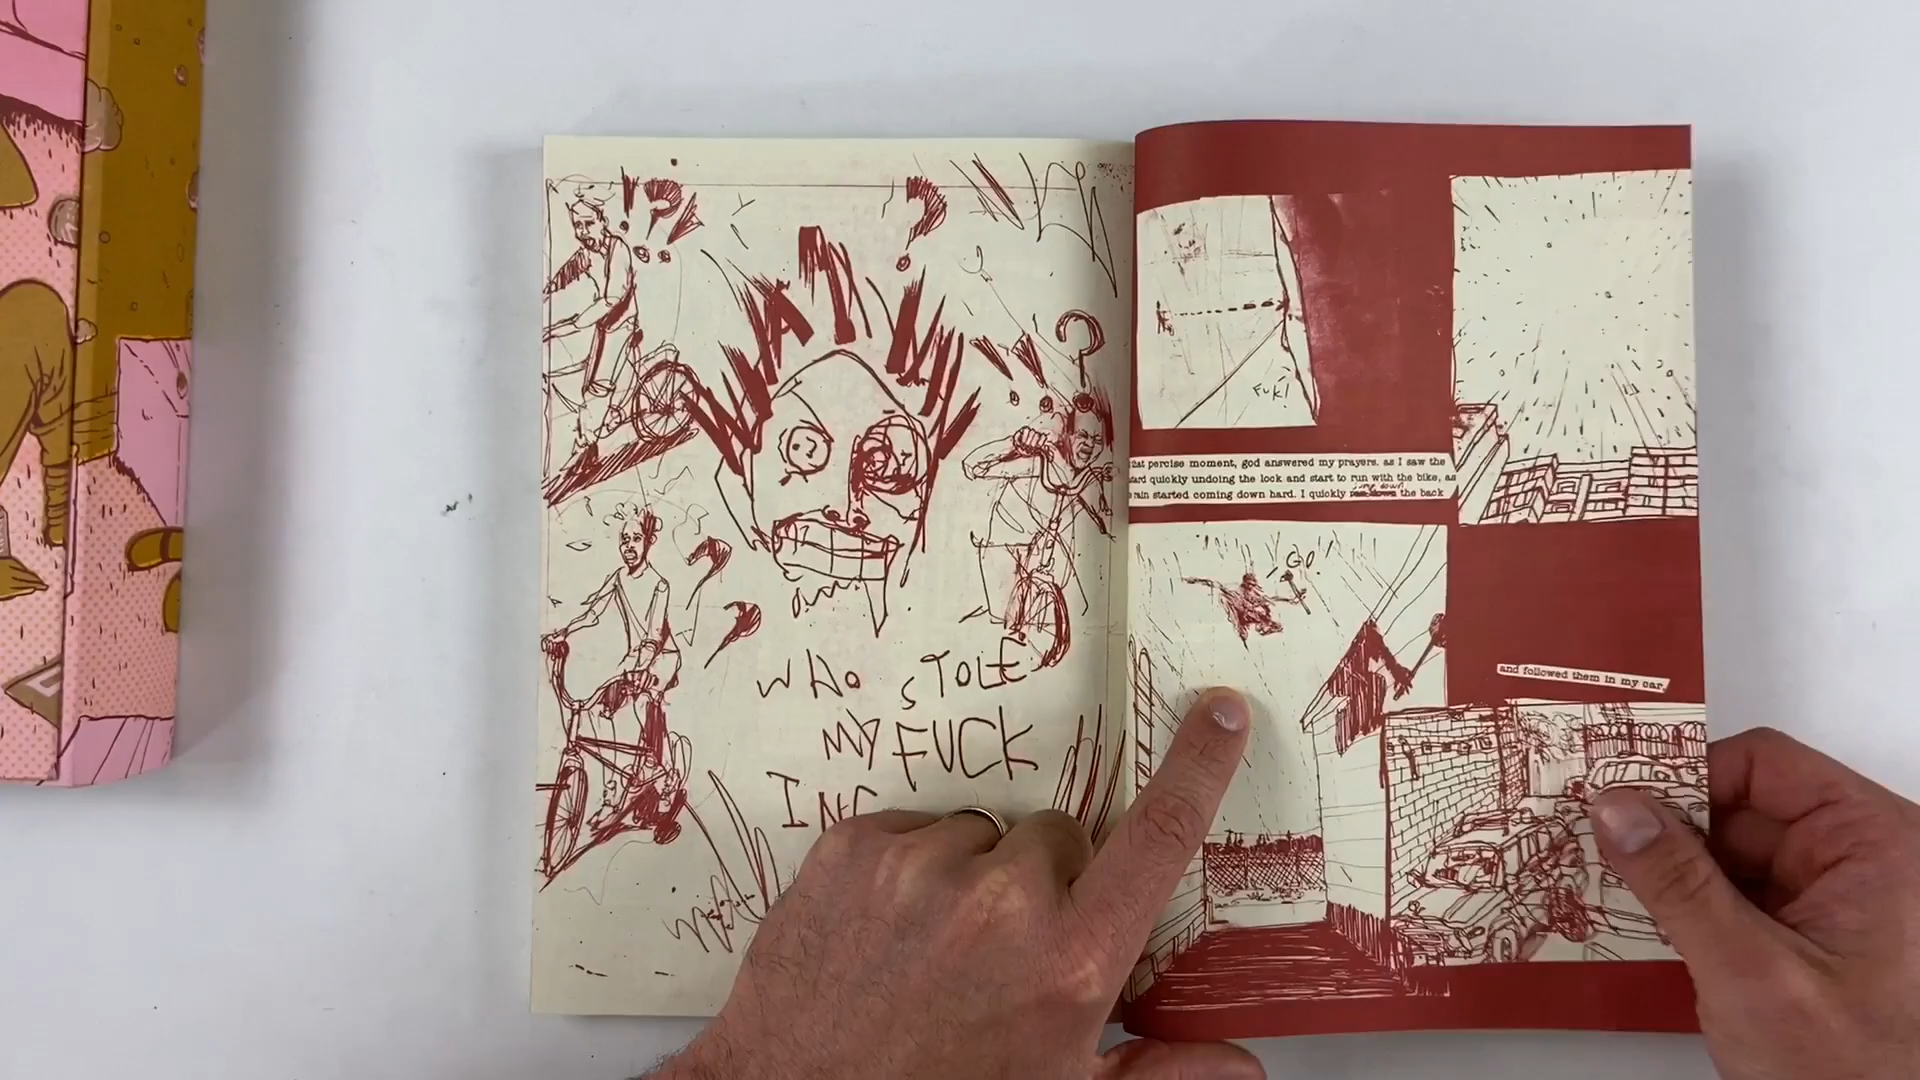 WHO STOLE
MY FUCK
ING
FUK!
that percise moment, god answered my prayers. as I saw the
quickly undoing the lock and start to run with the bike, as
rain started coming down hard. I quickly jump down the back
GO!
and followed them in my car.